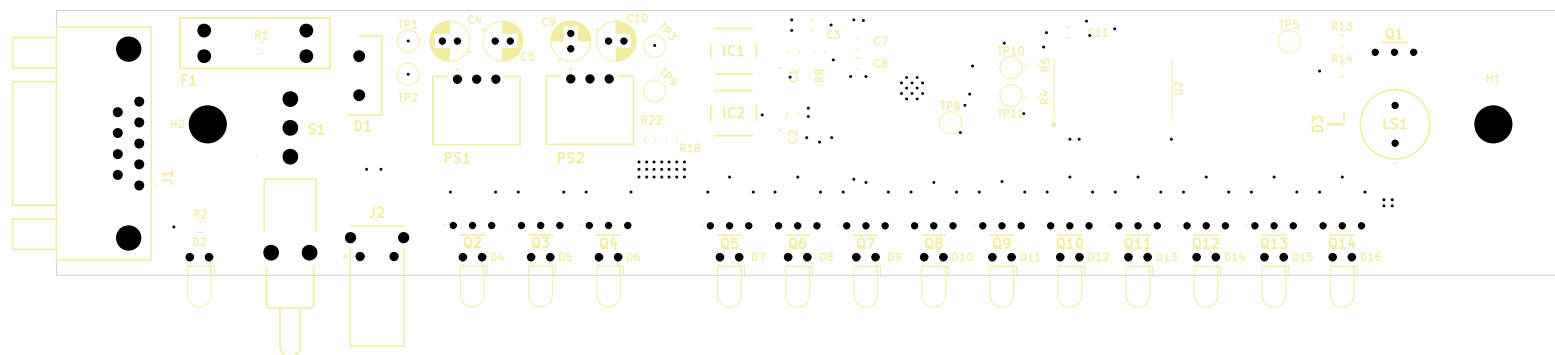 R1
F1
TP1
TP2
C4
C5
C9
C10
TP3
TP9
IC1
IC2
C3
C1
R8
C2
C7
C8
TP8
TP10
TP11
R5
R4
C11
U2
TP5
R13
R14
Q1
H1
D3
LS1
H2
S1
D1
PS1
PS2
R22
R18
J1
J2
R2
D2
Q2
Q3
Q4
Q5
Q6
Q7
Q8
Q9
Q10
Q11
Q12
Q13
Q14
D4
D5
D6
D7
D8
D9
D10
D11
D12
D13
D14
D15
D16